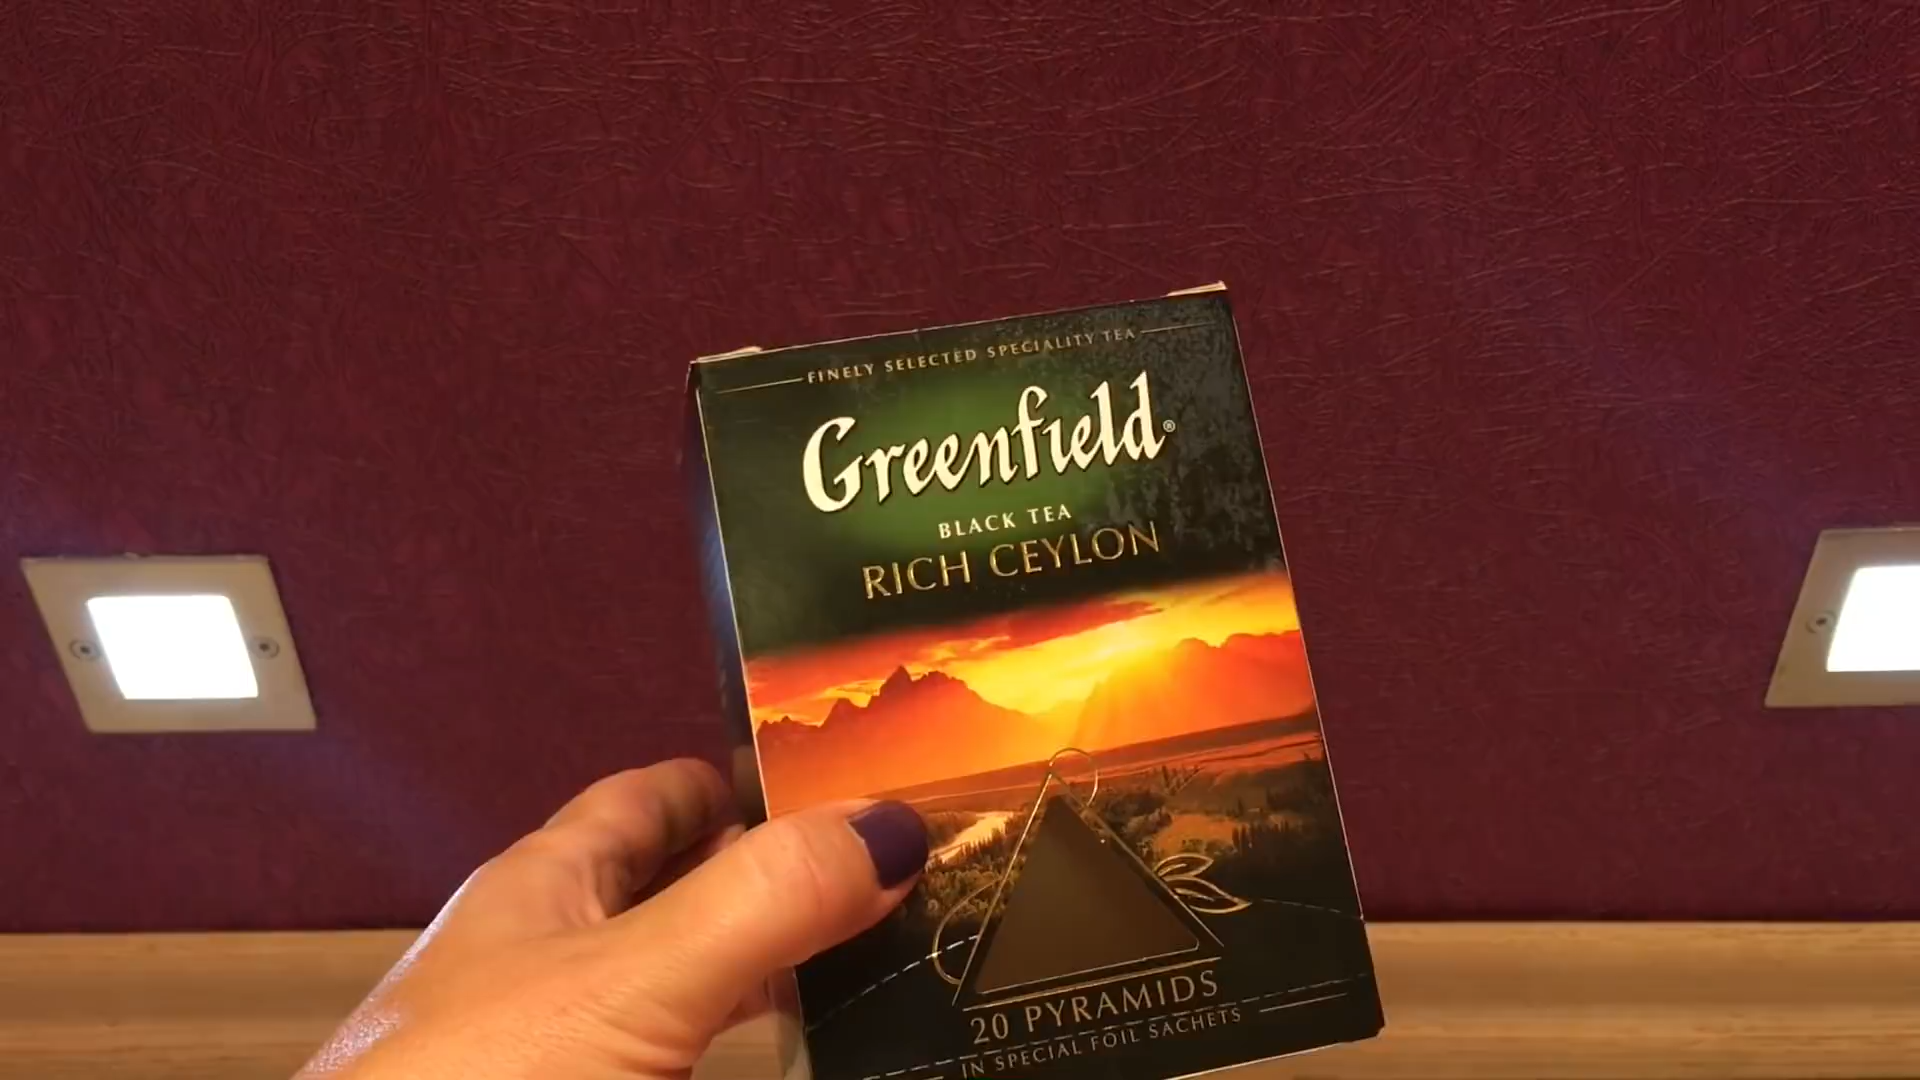 FINELY SELECTED SPECIALITY TEA
Greenfield®
BLACK TEA
RICH CEYLON
20 PYRAMIDS
IN SPECIAL FOIL SACHETS